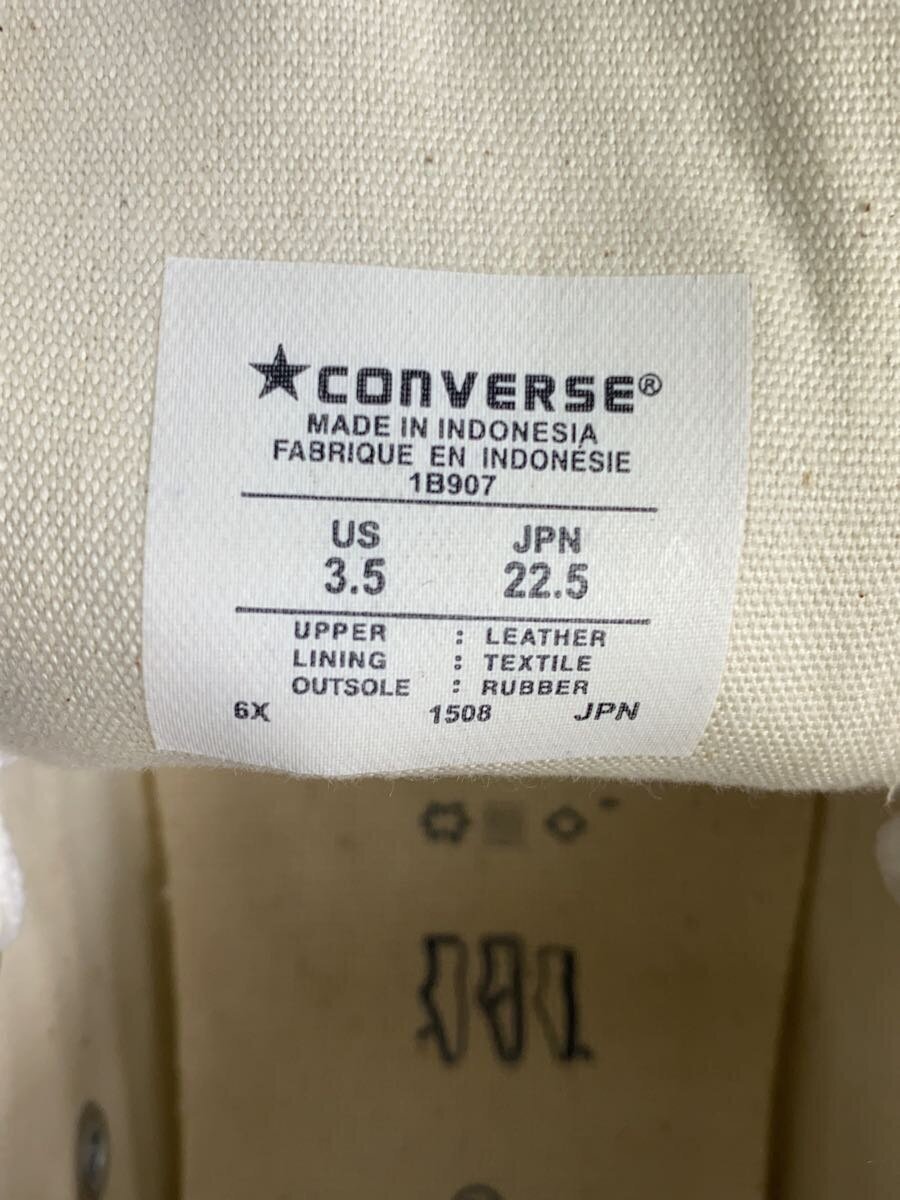 ★CONVERSE®
MADE IN INDONESIA
FABRIQUE EN INDONÉSIE
1B907
US JPN
3.5 22.5
UPPER : LEATHER
LINING : TEXTILE
OUTSOLE : RUBBER
6X 1508 JPN